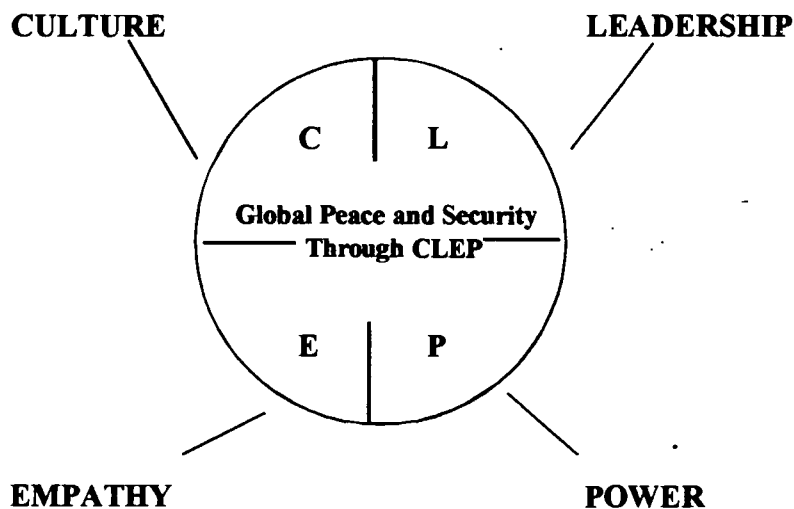 CULTURE
LEADERSHIP
C
L
Global Peace and Security
Through CLEP
E
P
EMPATHY
POWER